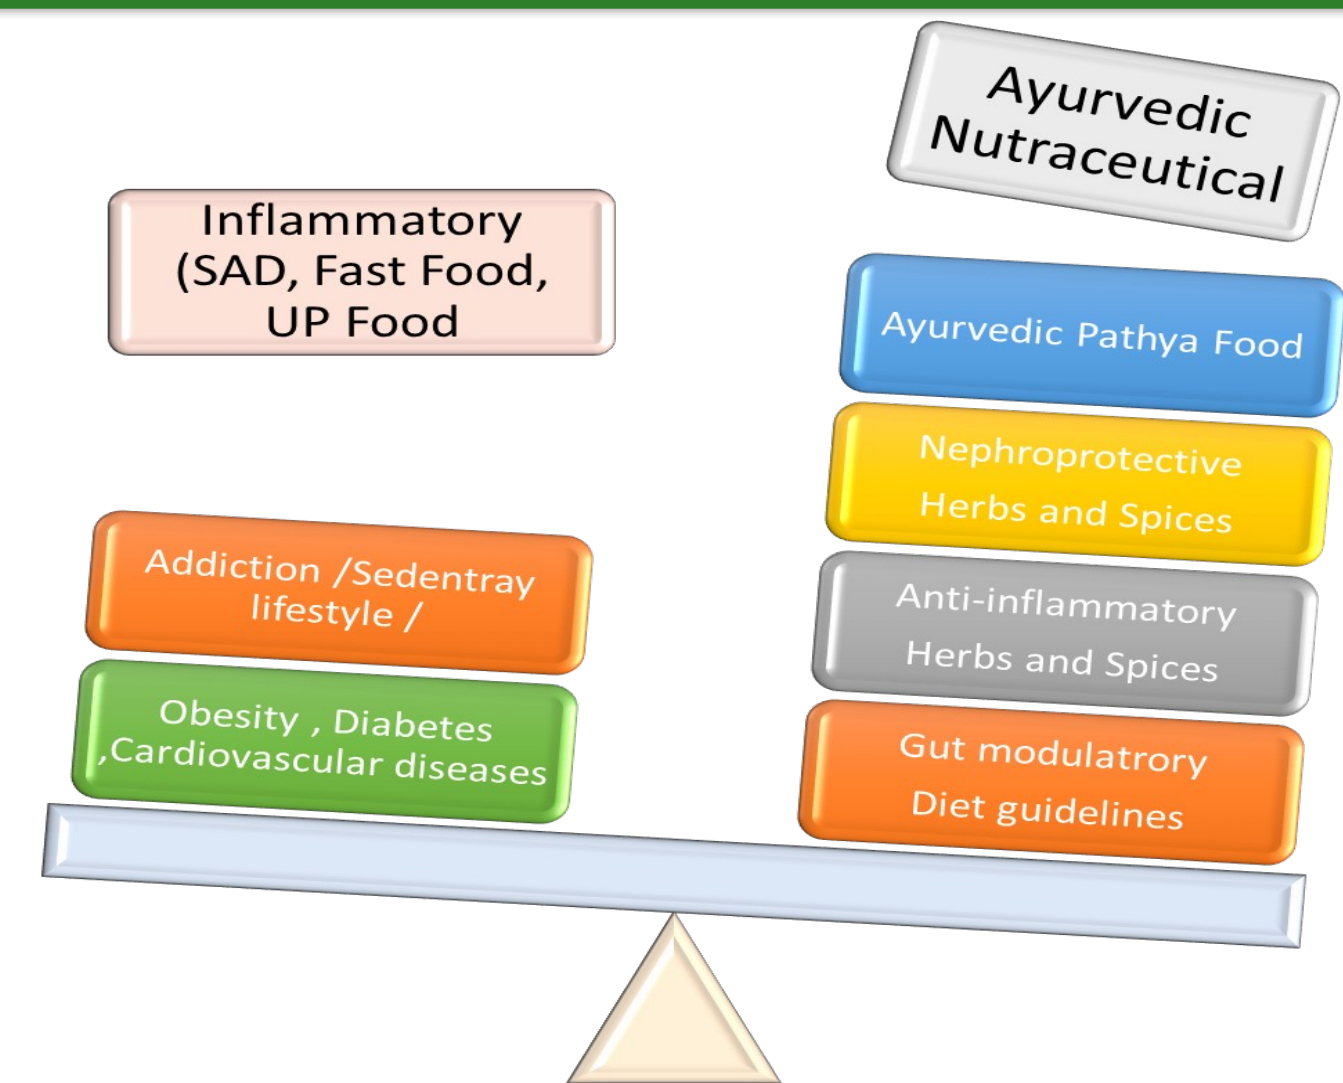 Inflammatory
(SAD, Fast Food,
UP Food
Addiction /Sedentray
lifestyle /
Obesity , Diabetes
,Cardiovascular diseases
Ayurvedic
Nutraceutical
Ayurvedic Pathya Food
Nephroprotective
Herbs and Spices
Anti-inflammatory
Herbs and Spices
Gut modulatrory
Diet guidelines